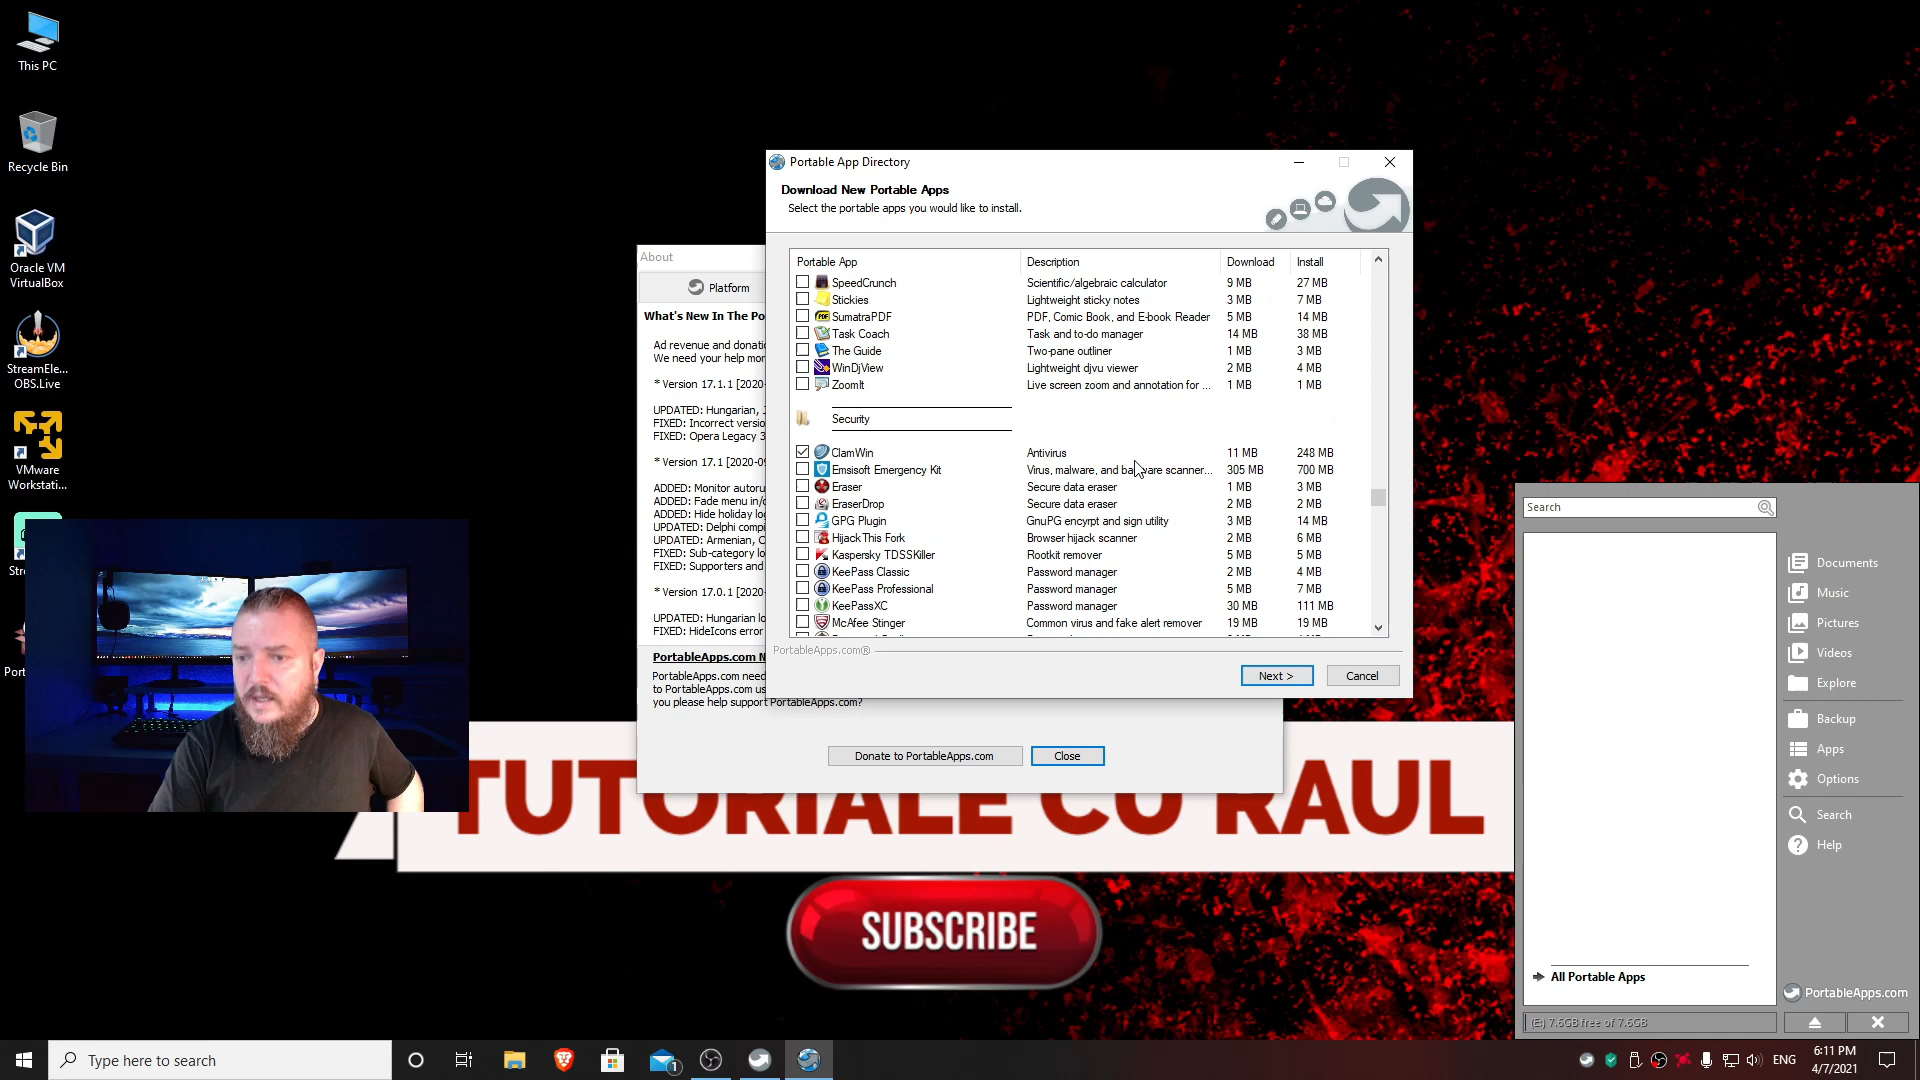 This PC
Recycle Bin
Oracle VM
VirtualBox
StreamEle...
OBS.Live
VMware
Workstati...
Str
Port
About
Platform
What's New In The Po
Ad revenue and donati
We need your help mor
* Version 17.1.1 [2020-
UPDATED: Hungarian, J
FIXED: Incorrect versio
FIXED: Opera Legacy 3
* Version 17.1 [2020-09
ADDED: Monitor autoru
ADDED: Fade menu in/o
ADDED: Hide holiday log
UPDATED: Delphi compi
UPDATED: Armenian, C
FIXED: Sub-category lo
FIXED: Supporters and
* Version 17.0.1 [2020-
UPDATED: Hungarian lo
FIXED: HideIcons error
PortableApps.com N
PortableApps.com need
to PortableApps.com us
you please help support PortableApps.com?
Donate to PortableApps.com
Close
Portable App Directory
Download New Portable Apps
Select the portable apps you would like to install.
Portable App Description Download Install
SpeedCrunch Scientific/algebraic calculator 9 MB 27 MB
Stickies Lightweight sticky notes 3 MB 7 MB
SumatraPDF PDF, Comic Book, and E-book Reader 5 MB 14 MB
Task Coach Task and to-do manager 14 MB 38 MB
The Guide Two-pane outliner 1 MB 3 MB
WinDjView Lightweight djvu viewer 2 MB 4 MB
ZoomIt Live screen zoom and annotation for ... 1 MB 1 MB
Security
ClamWin Antivirus 11 MB 248 MB
Emsisoft Emergency Kit Virus, malware, and badware scanner... 305 MB 700 MB
Eraser Secure data eraser 1 MB 3 MB
EraserDrop Secure data eraser 2 MB 2 MB
GPG Plugin GnuPG encyrpt and sign utility 3 MB 14 MB
HijackThis Fork Browser hijack scanner 2 MB 6 MB
Kaspersky TDSSKiller Rootkit remover 5 MB 5 MB
KeePass Classic Password manager 2 MB 4 MB
KeePass Professional Password manager 5 MB 7 MB
KeePassXC Password manager 30 MB 111 MB
McAfee Stinger Common virus and fake alert remover 19 MB 19 MB
PortableApps.com®
Next >
Cancel
TUTORIALE CU RAUL
SUBSCRIBE
Search
Documents
Music
Pictures
Videos
Explore
Backup
Apps
Options
Search
Help
All Portable Apps
PortableApps.com
(E:) 7.6GB free of 7.6GB
Type here to search
1
ENG
6:11 PM
4/7/2021